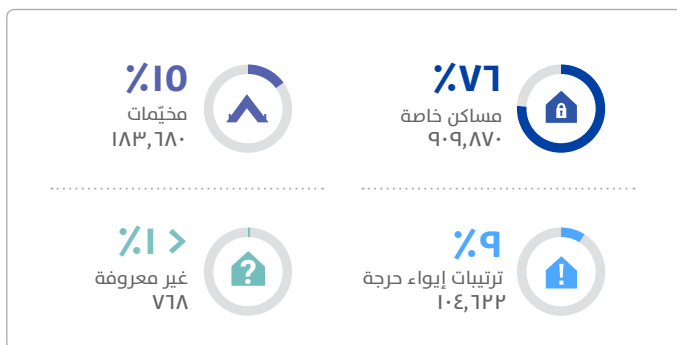 ٪٧٦
مساكن خاصة
٩٠٩,٨٧٠
٪١٥
مخيّمات
١٨٣,٦٨٠
٪٩
ترتيبات إيواء حرجة
١٠٤,٦٢٢
٪١ >
غير معروفة
٧٦٨